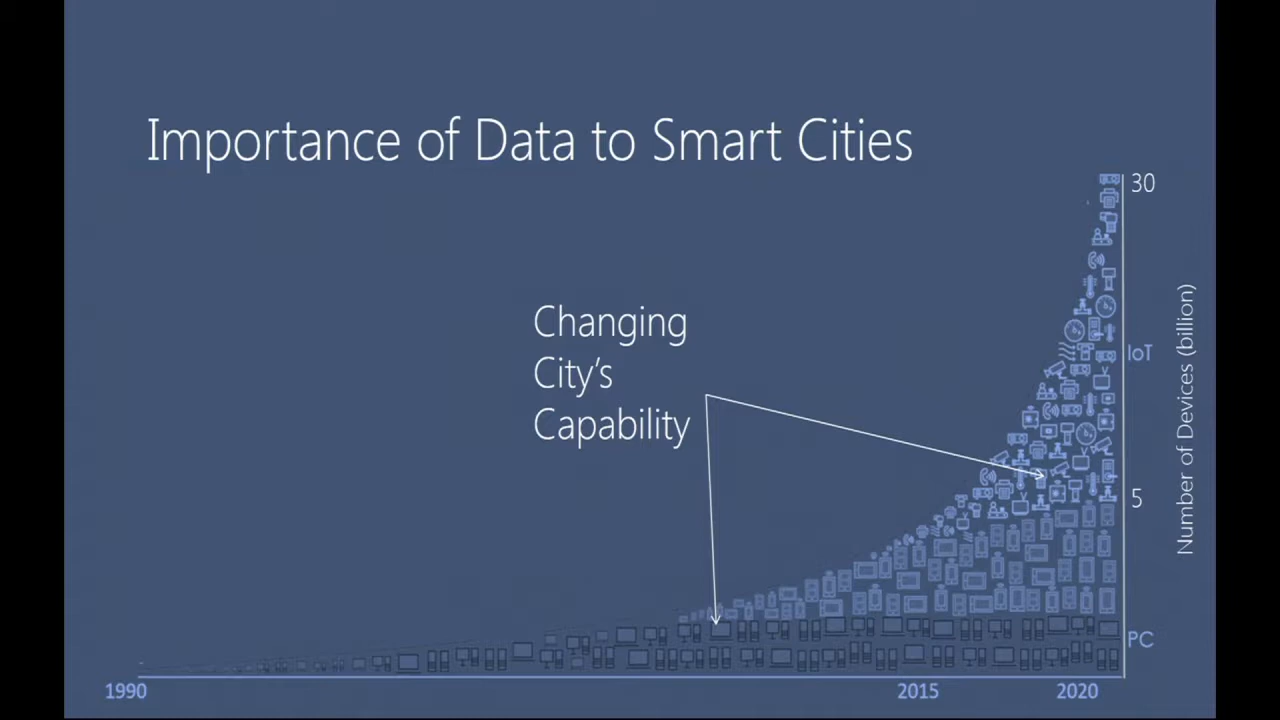 Importance of Data to Smart Cities
30
Changing
City's
Capability
IoT
Number of Devices (billion)
5
PC
1990
2015
2020